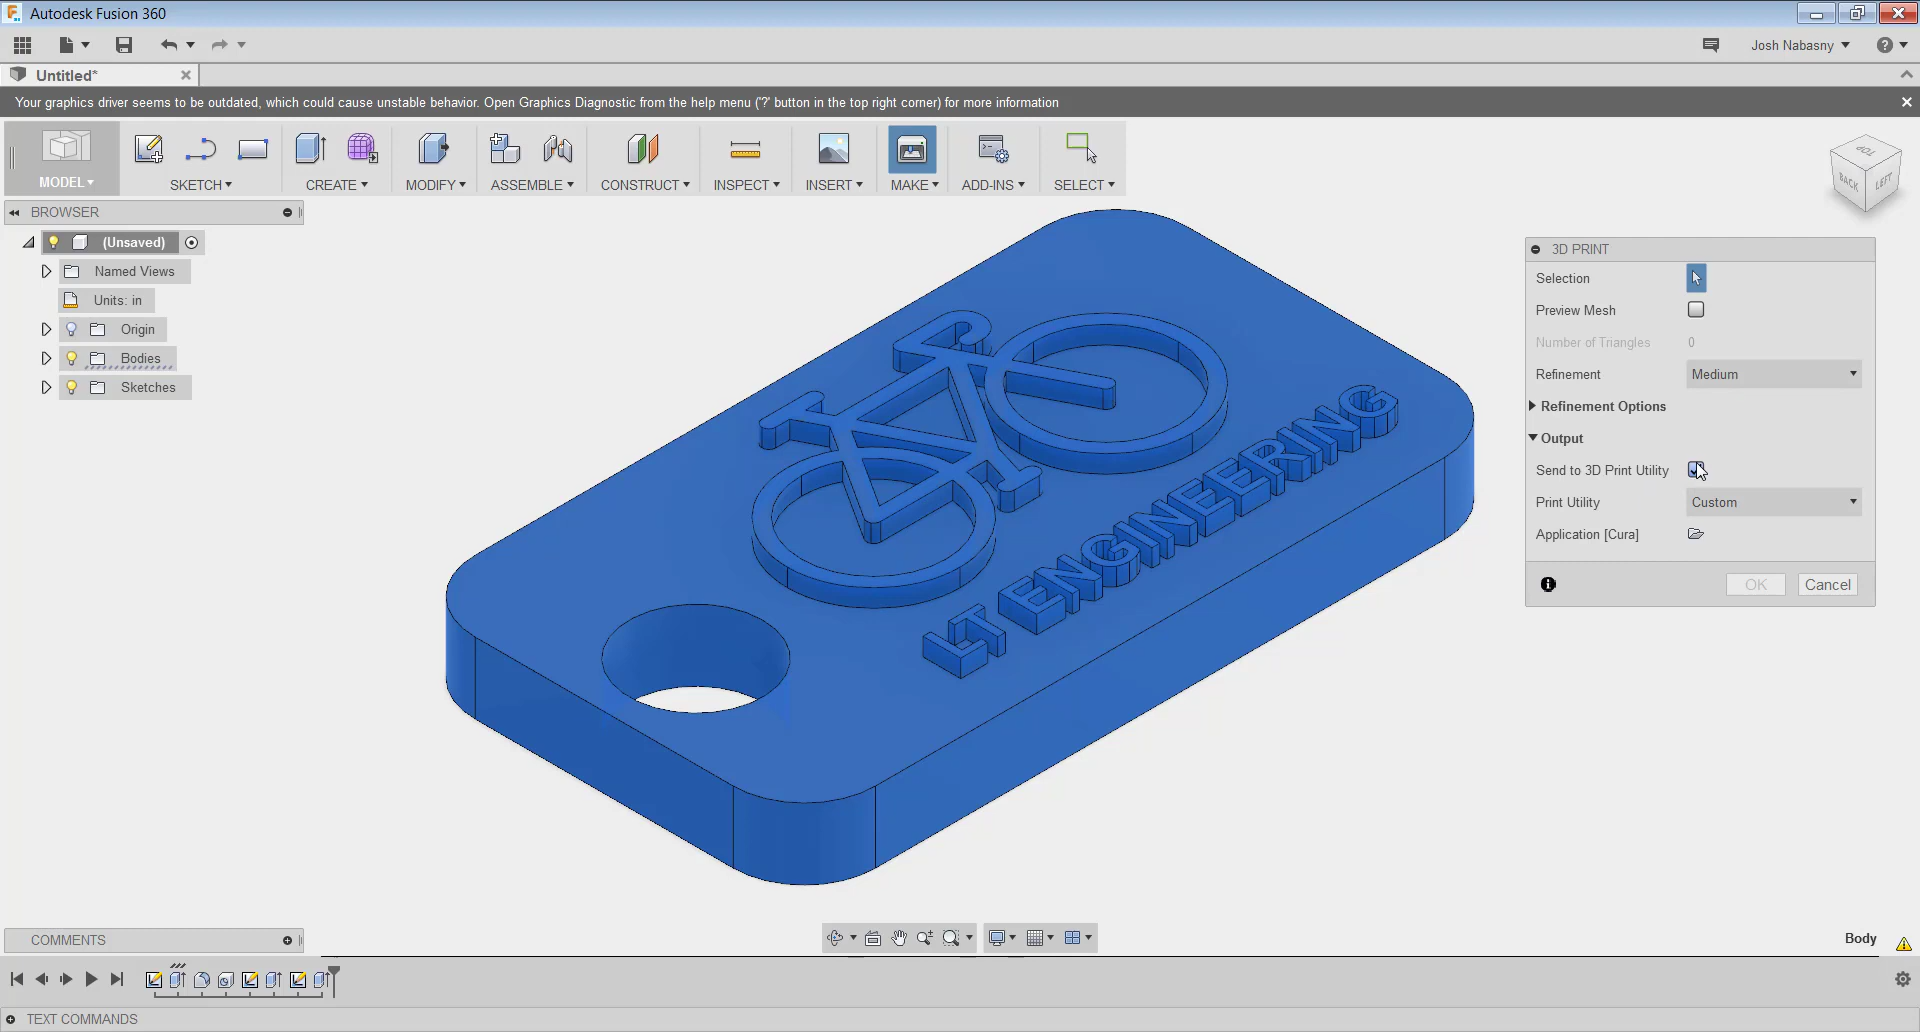 Autodesk Fusion 360
Josh Nabasny
Untitled*
Your graphics driver seems to be outdated, which could cause unstable behavior. Open Graphics Diagnostic from the help menu ('?' button in the top right corner) for more information
MODEL
SKETCH
CREATE
MODIFY
ASSEMBLE
CONSTRUCT
INSPECT
INSERT
MAKE
ADD-INS
SELECT
TOP
BACK
LEFT
BROWSER
(Unsaved)
Named Views
Units: in
Origin
Bodies
Sketches
LT ENGINEERING
3D PRINT
Selection
Preview Mesh
Number of Triangles 0
Refinement Medium
Refinement Options
Output
Send to 3D Print Utility
Print Utility Custom
Application [Cura]
OK Cancel
COMMENTS
Body
TEXT COMMANDS